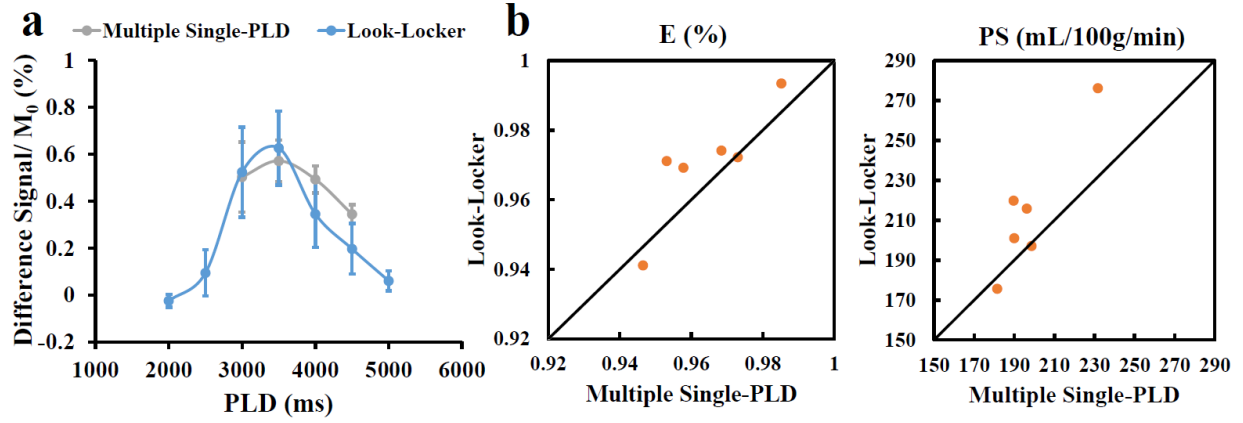 a
Multiple Single-PLD
Look-Locker
Difference Signal/ M0 (%)
1
0.8
0.6
0.4
0.2
0
-0.2
1000 2000 3000 4000 5000 6000
PLD (ms)
b
E (%)
Look-Locker
1
0.98
0.96
0.94
0.92
0.92 0.94 0.96 0.98 1
Multiple Single-PLD
PS (mL/100g/min)
Look-Locker
290
270
250
230
210
190
170
150
150 170 190 210 230 250 270 290
Multiple Single-PLD